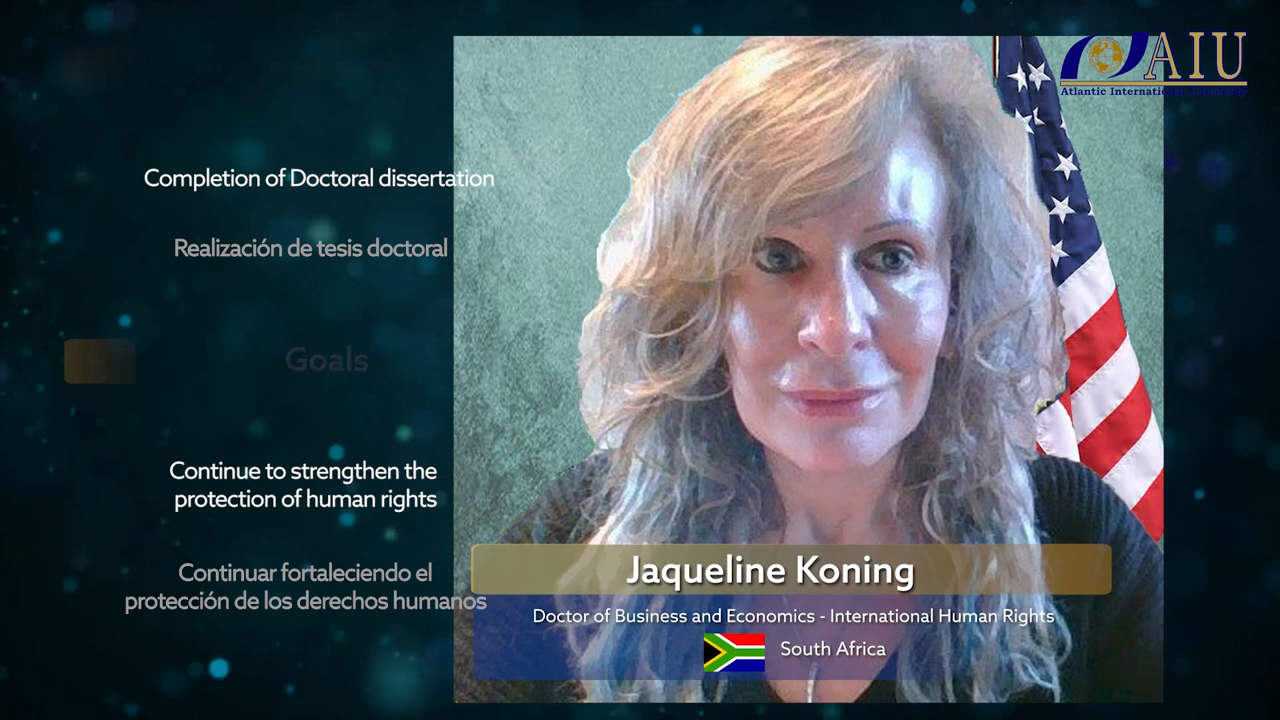 AIU
Atlantic International University
Completion of Doctoral dissertation
Realización de tesis doctoral
Goals
Continue to strengthen the
protection of human rights
Continuar fortaleciendo el
protección de los derechos humanos
Jaqueline Koning
Doctor of Business and Economics - International Human Rights
South Africa